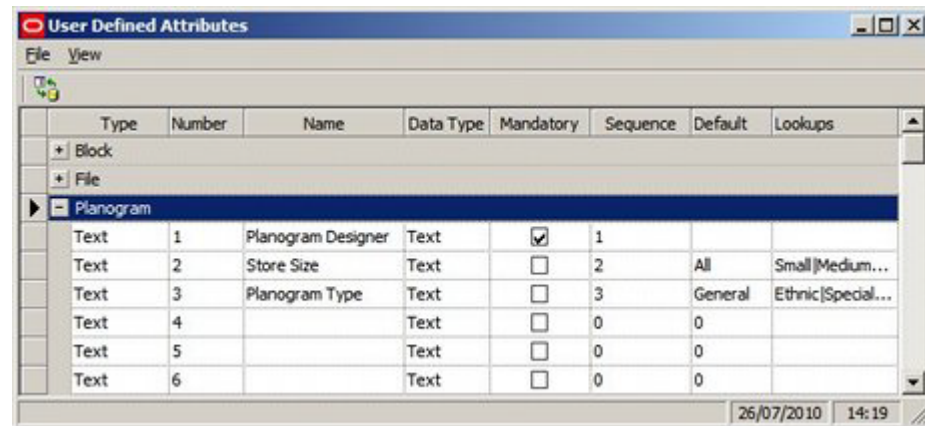 User Defined Attributes
File View
Type Number Name Data Type Mandatory Sequence Default Lookups
Block
File
Planogram
Text 1 Planogram Designer Text 1
Text 2 Store Size Text 2 All Small|Medium...
Text 3 Planogram Type Text 3 General Ethnic|Special...
Text 4 Text 0 0
Text 5 Text 0 0
Text 6 Text 0 0
26/07/2010 14:19